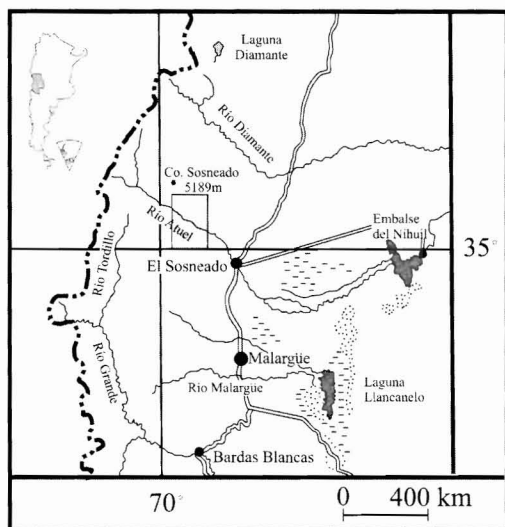 Laguna
Diamante
Río Diamante
Co. Sosneado
5189m
Río Atuel
Embalse
del Nihuil
35°
El Sosneado
Río Tordillo
Malargüe
Río Grande
Río Malargüe
Laguna
Llancanelo
Bardas Blancas
70°
0 400 km